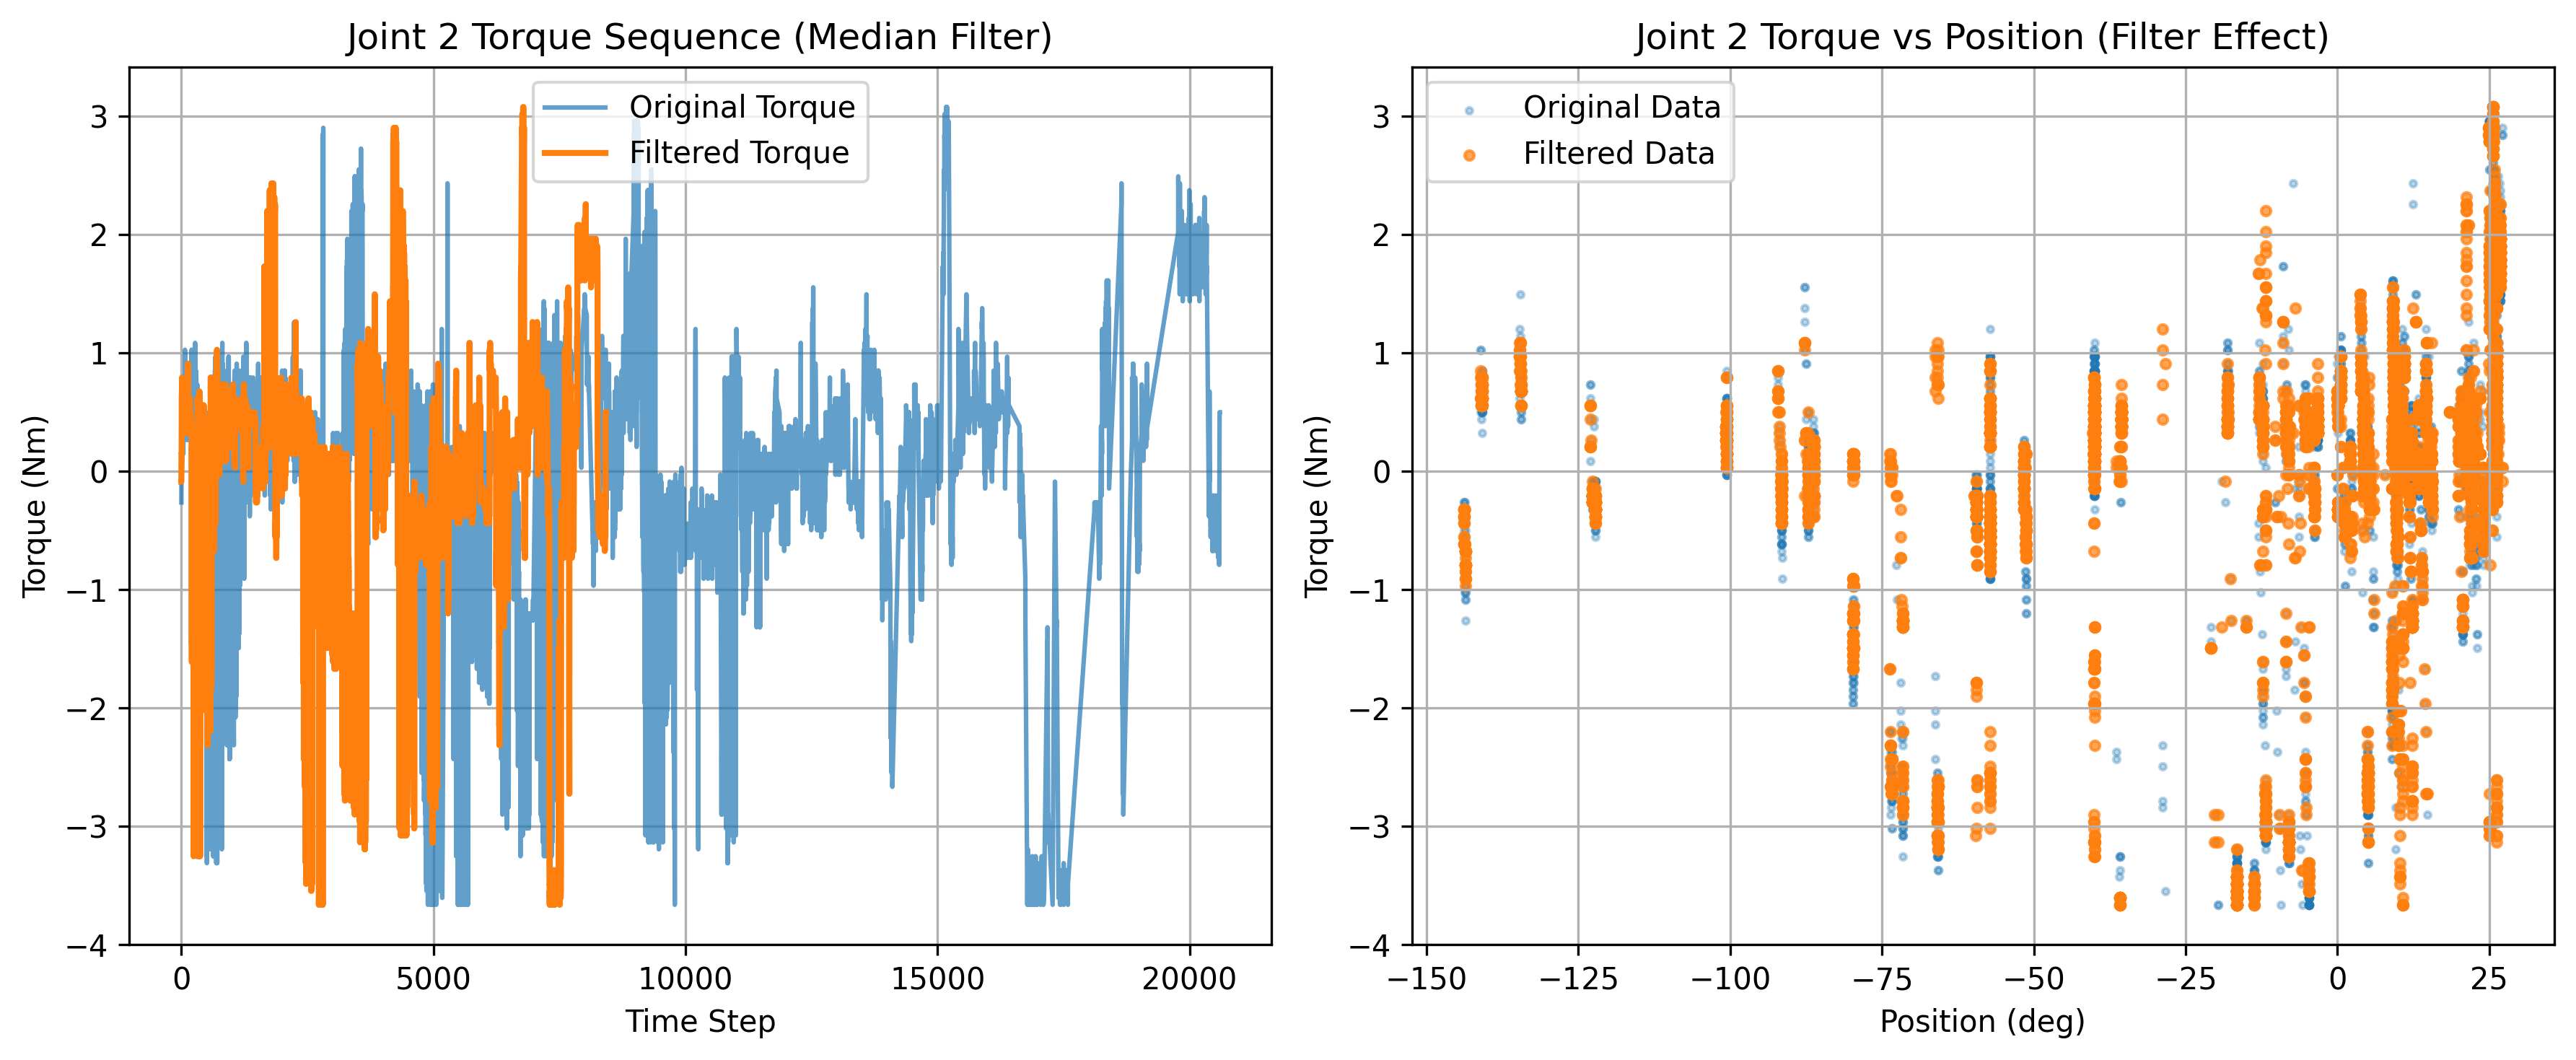 Joint 2 Torque Sequence (Median Filter)
Original Torque
Filtered Torque
3
2
1
0
−1
−2
−3
−4
Torque (Nm)
0
5000
10000
15000
20000
Time Step
Joint 2 Torque vs Position (Filter Effect)
Original Data
Filtered Data
3
2
1
0
−1
−2
−3
−4
Torque (Nm)
−150
−125
−100
−75
−50
−25
0
25
Position (deg)